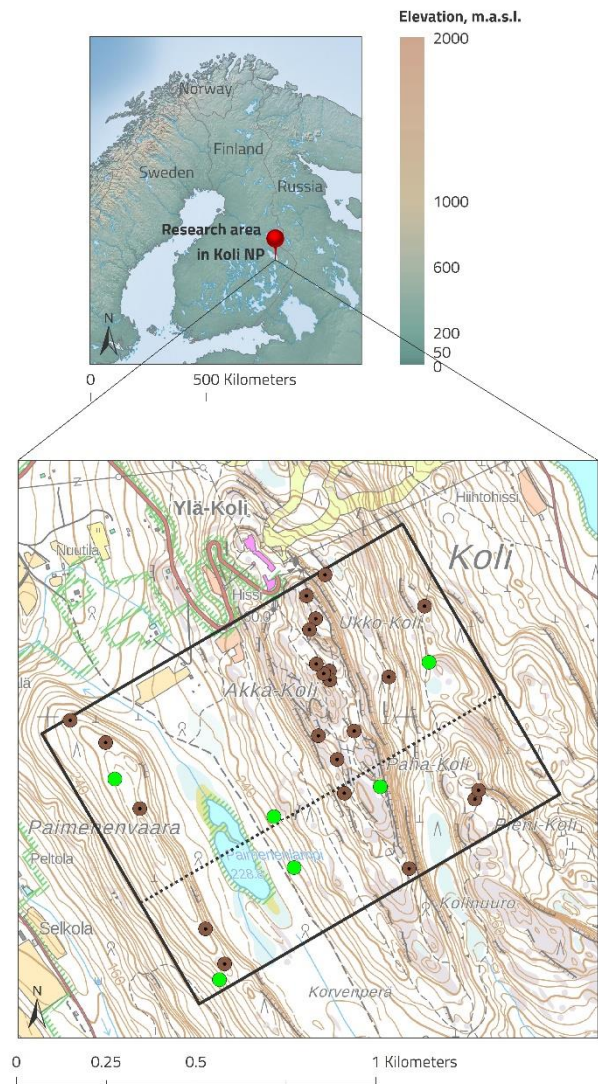 Elevation, m.a.s.l.
2000
1000
600
200
50
0
Norway
Finland
Sweden
Russia
Research area
in Koli NP
N
0 500 Kilometers
Ylä-Koli
Hiihtohissi
Nuutila
Koli
Hissi
Ukko-Koli
Akka-Koli
Paha-Koli
Paimenenvaara
Pieni-Koli
Peltola
Paimenenlampi
Kolinuuro
Selkola
Korvenperä
N
0 0.25 0.5 1 Kilometers